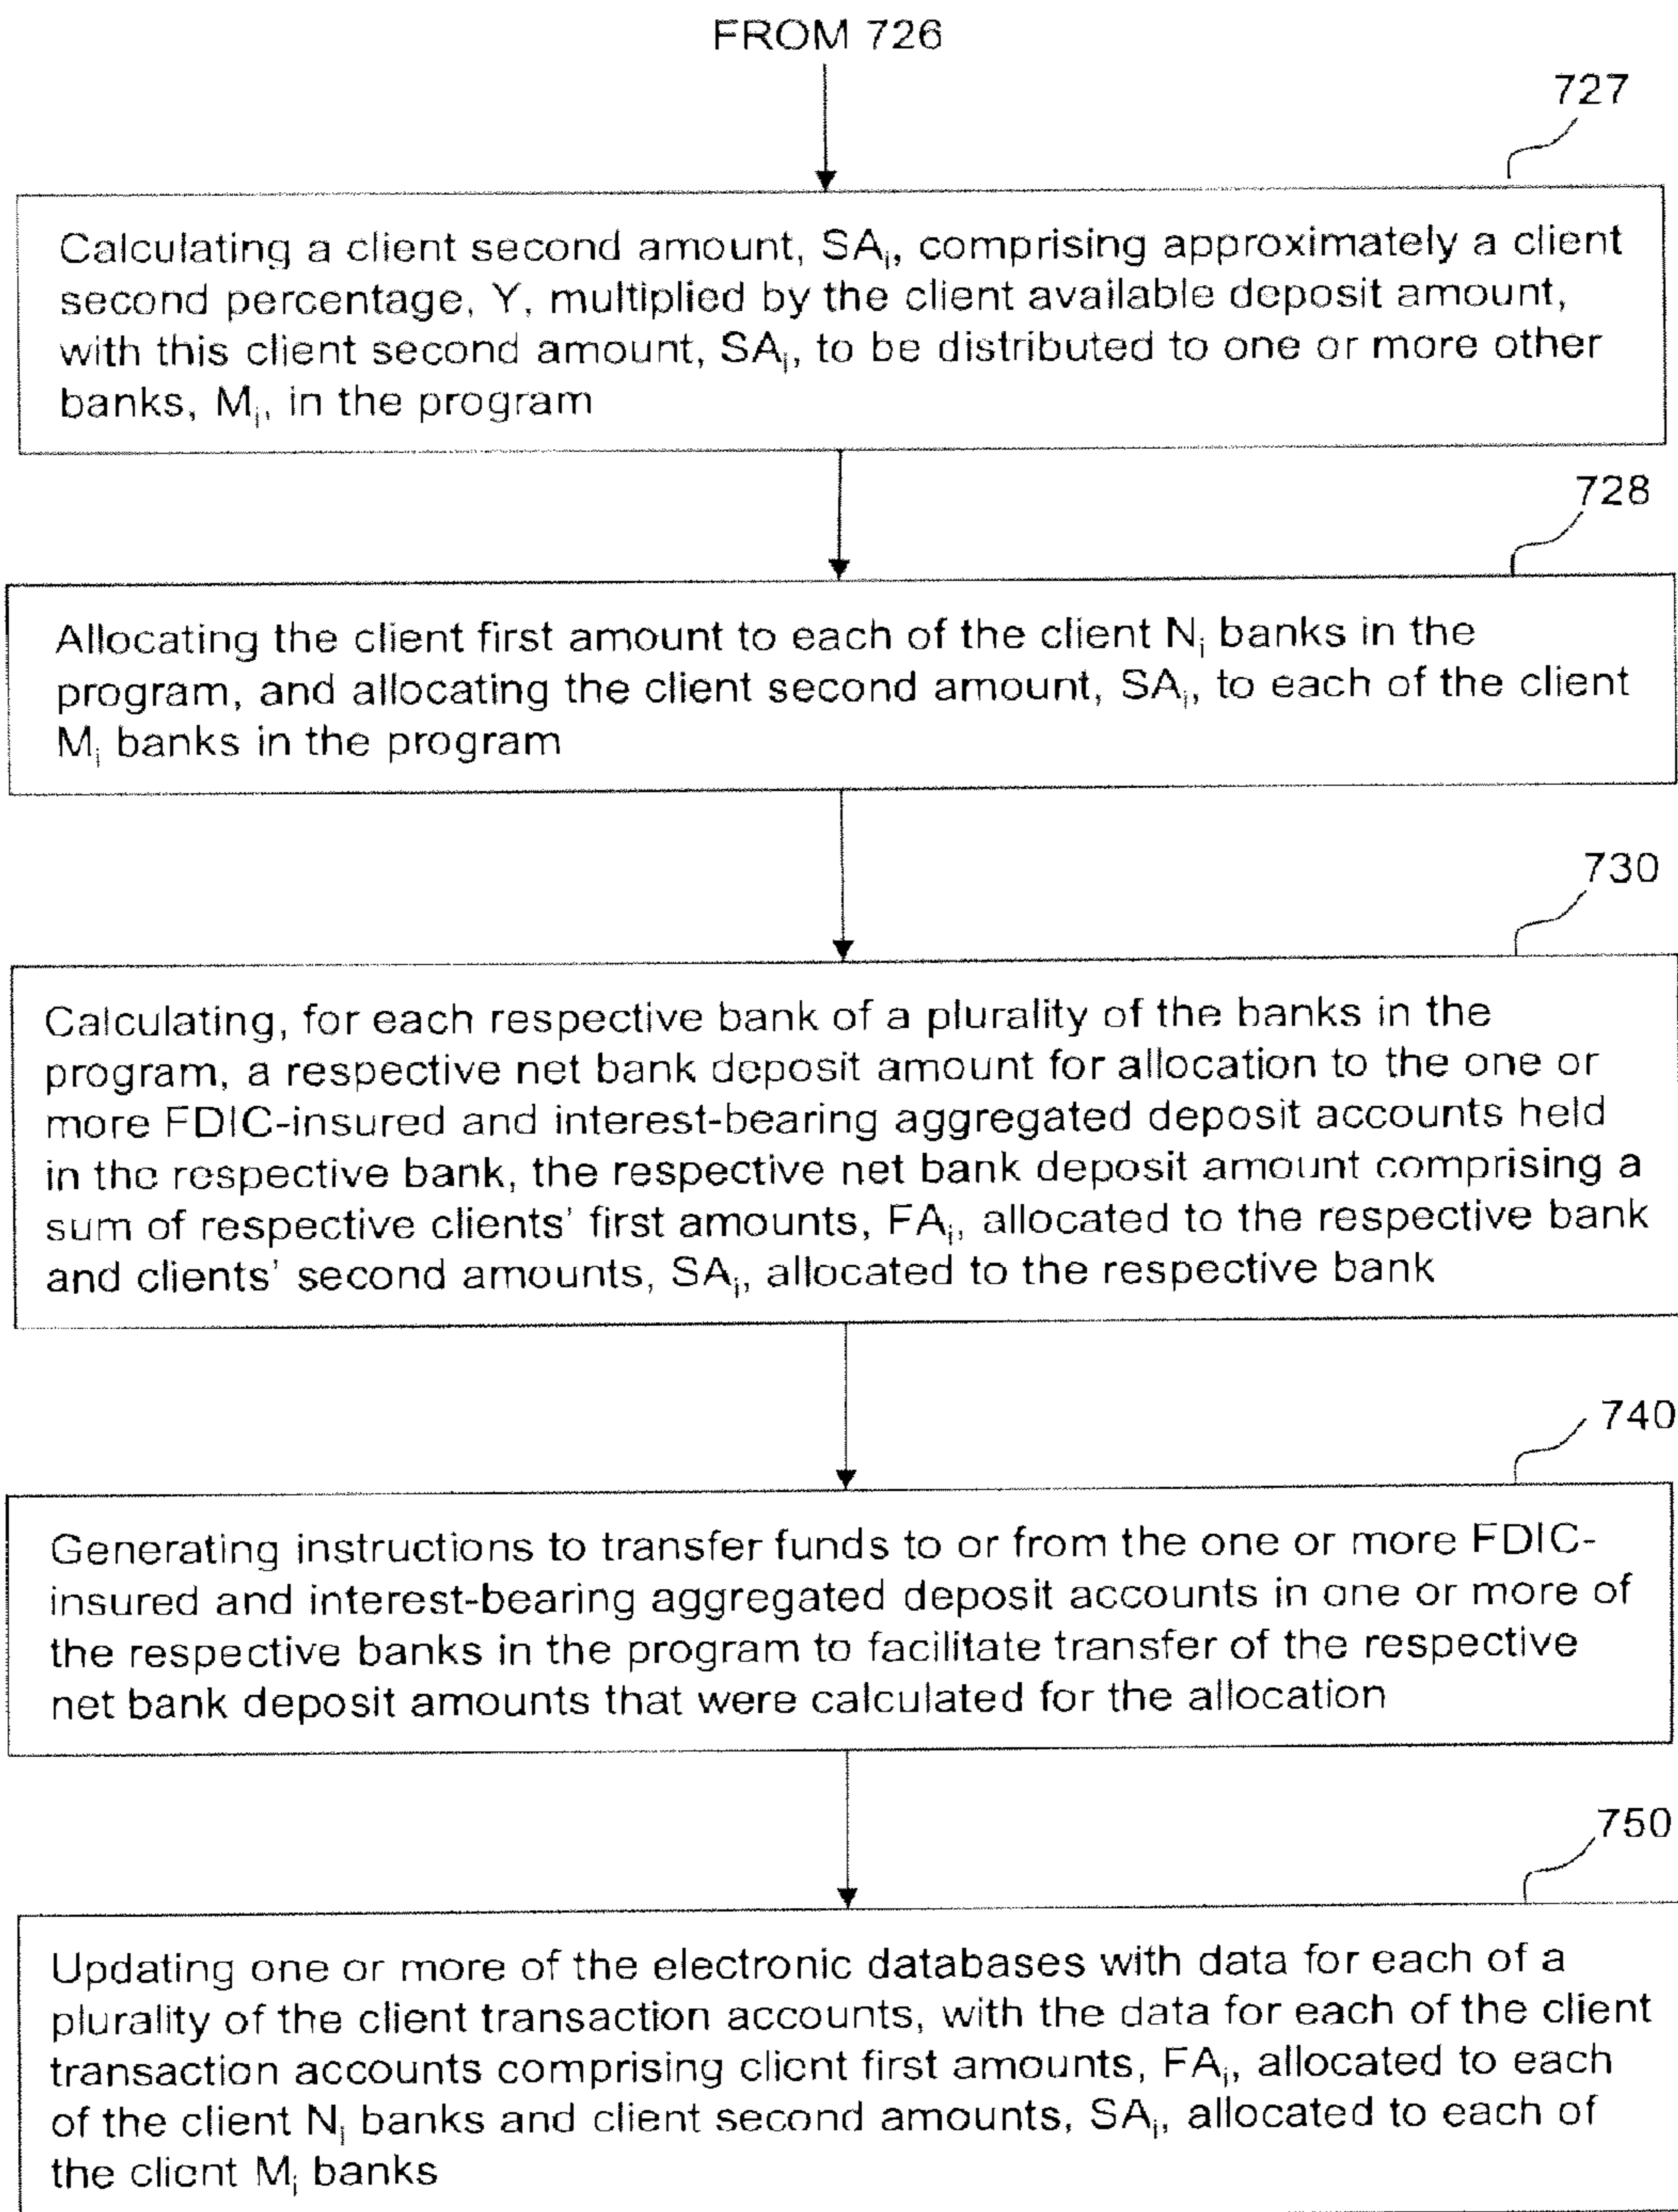 FROM 726
727
Calculating a client second amount, SAᵢ, comprising approximately a client
second percentage, Y, multiplied by the client available deposit amount,
with this client second amount, SAᵢ, to be distributed to one or more other
banks, Mᵢ, in the program
728
Allocating the client first amount to each of the client Nᵢ banks in the
program, and allocating the client second amount, SAᵢ, to each of the client
Mᵢ banks in the program
730
Calculating, for each respective bank of a plurality of the banks in the
program, a respective net bank deposit amount for allocation to the one or
more FDIC-insured and interest-bearing aggregated deposit accounts held
in the respective bank, the respective net bank deposit amount comprising a
sum of respective clients' first amounts, FAᵢ, allocated to the respective bank
and clients' second amounts, SAᵢ, allocated to the respective bank
740
Generating instructions to transfer funds to or from the one or more FDIC-
insured and interest-bearing aggregated deposit accounts in one or more of
the respective banks in the program to facilitate transfer of the respective
net bank deposit amounts that were calculated for the allocation
750
Updating one or more of the electronic databases with data for each of a
plurality of the client transaction accounts, with the data for each of the client
transaction accounts comprising client first amounts, FAᵢ, allocated to each
of the client Nᵢ banks and client second amounts, SAᵢ, allocated to each of
the client Mᵢ banks